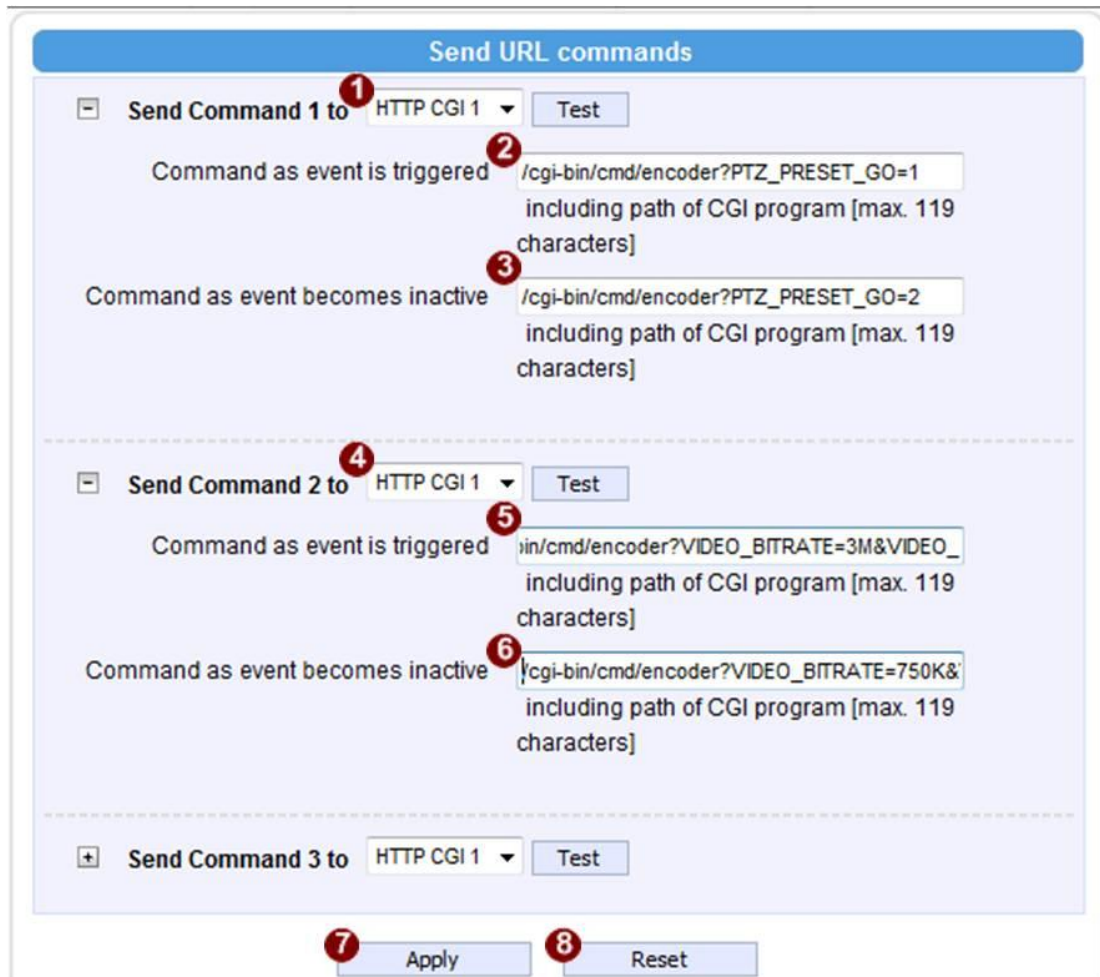 Send URL commands
1
Send Command 1 to HTTP CGI 1 Test
2
Command as event is triggered /cgi-bin/cmd/encoder?PTZ_PRESET_GO=1
including path of CGI program [max. 119
characters]
3
Command as event becomes inactive /cgi-bin/cmd/encoder?PTZ_PRESET_GO=2
including path of CGI program [max. 119
characters]
4
Send Command 2 to HTTP CGI 1 Test
5
Command as event is triggered in/cmd/encoder?VIDEO_BITRATE=3M&VIDEO_
including path of CGI program [max. 119
characters]
6
Command as event becomes inactive /cgi-bin/cmd/encoder?VIDEO_BITRATE=750K&
including path of CGI program [max. 119
characters]
Send Command 3 to HTTP CGI 1 Test
7 Apply 8 Reset